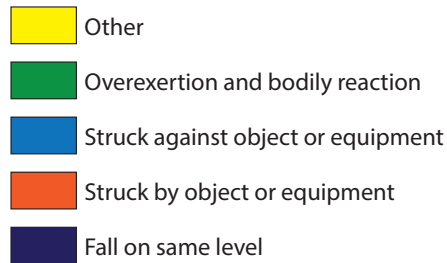 Other
Overexertion and bodily reaction
Struck against object or equipment
Struck by object or equipment
Fall on same level